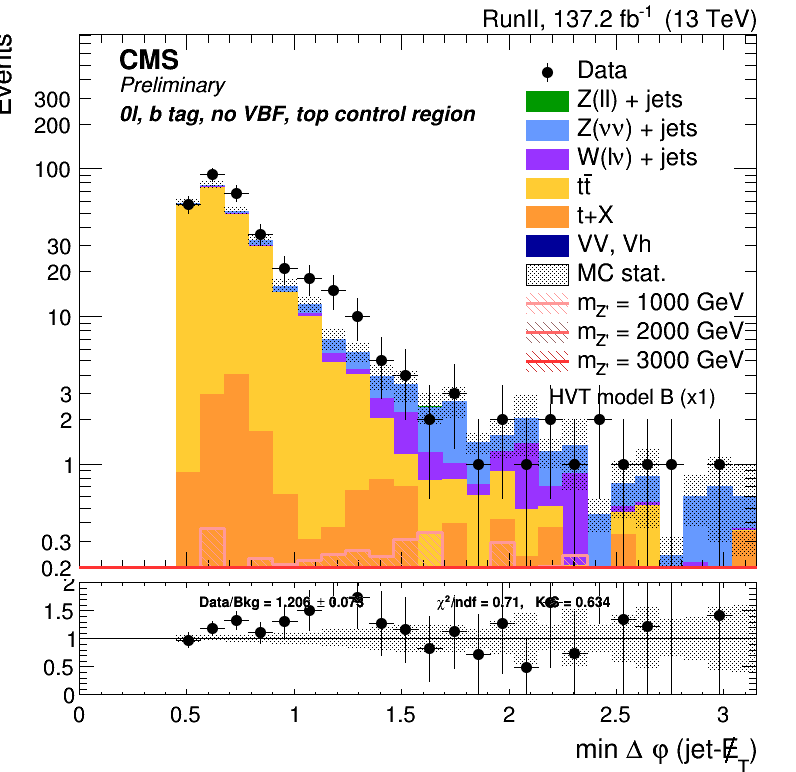 RunII, 137.2 fb⁻¹ (13 TeV)
Events
CMS
Preliminary
0l, b tag, no VBF, top control region
Data
Z(ll) + jets
Z(νν) + jets
W(lν) + jets
tt̄
t+X
VV, Vh
MC stat.
m_Z' = 1000 GeV
m_Z' = 2000 GeV
m_Z' = 3000 GeV
HVT model B (x1)
300
200
100
30
20
10
3
2
1
0.3
0.2
2
1.5
1
0.5
0
Data/Bkg = 1.206 ± 0.073
χ²/ndf = 0.71, K-S = 0.634
0 0.5 1 1.5 2 2.5 3
min Δ φ (jet-E̸_T)